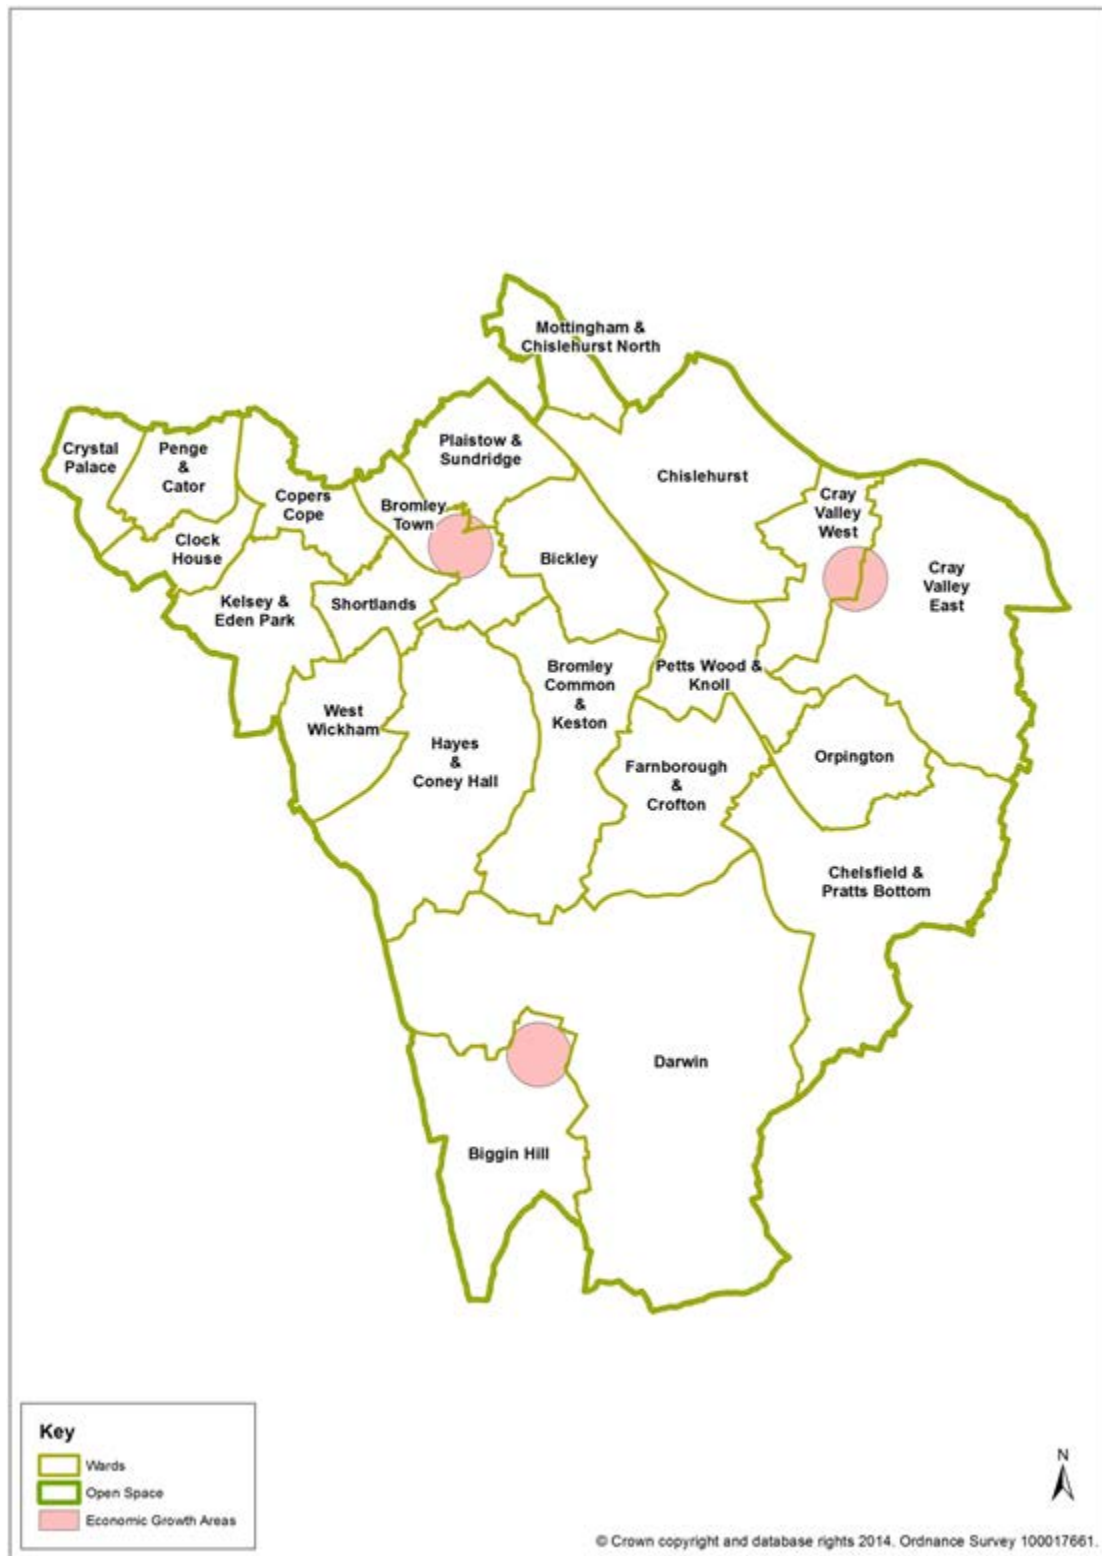 Mottingham &
Chislehurst North
Plaistow &
Sundridge
Crystal
Palace
Penge
&
Cator
Copers
Cope
Bromley
Town
Chislehurst
Cray
Valley
West
Clock
House
Bickley
Cray
Valley
East
Kelsey &
Eden Park
Shortlands
Petts Wood &
Knoll
Bromley
Common
&
Keston
West
Wickham
Hayes
&
Coney Hall
Orpington
Farnborough
&
Crofton
Chelsfield &
Pratts Bottom
Darwin
Biggin Hill
Key
Wards
Open Space
Economic Growth Areas
N
© Crown copyright and database rights 2014. Ordnance Survey 100017661.